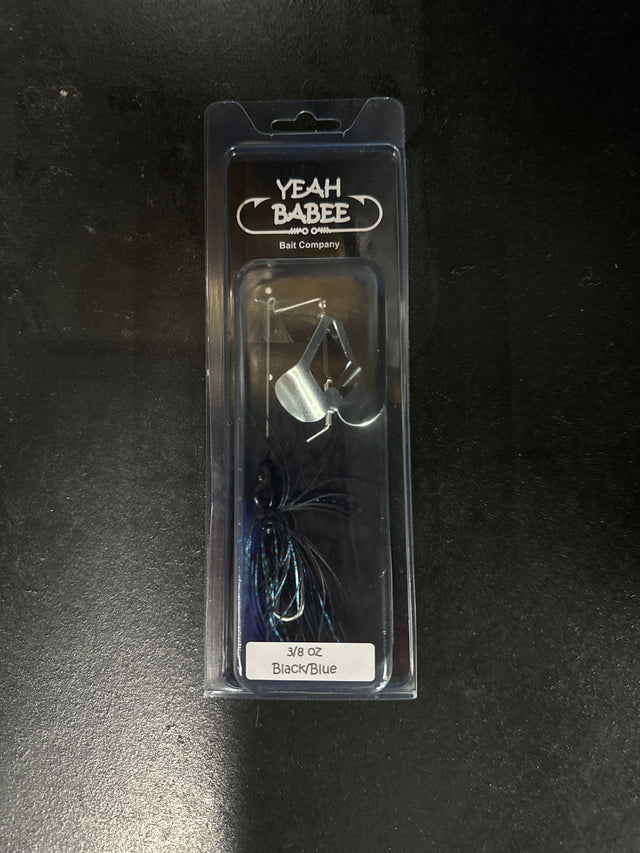 YEAH
BABEE
Bait Company
3/8 OZ
Black/Blue